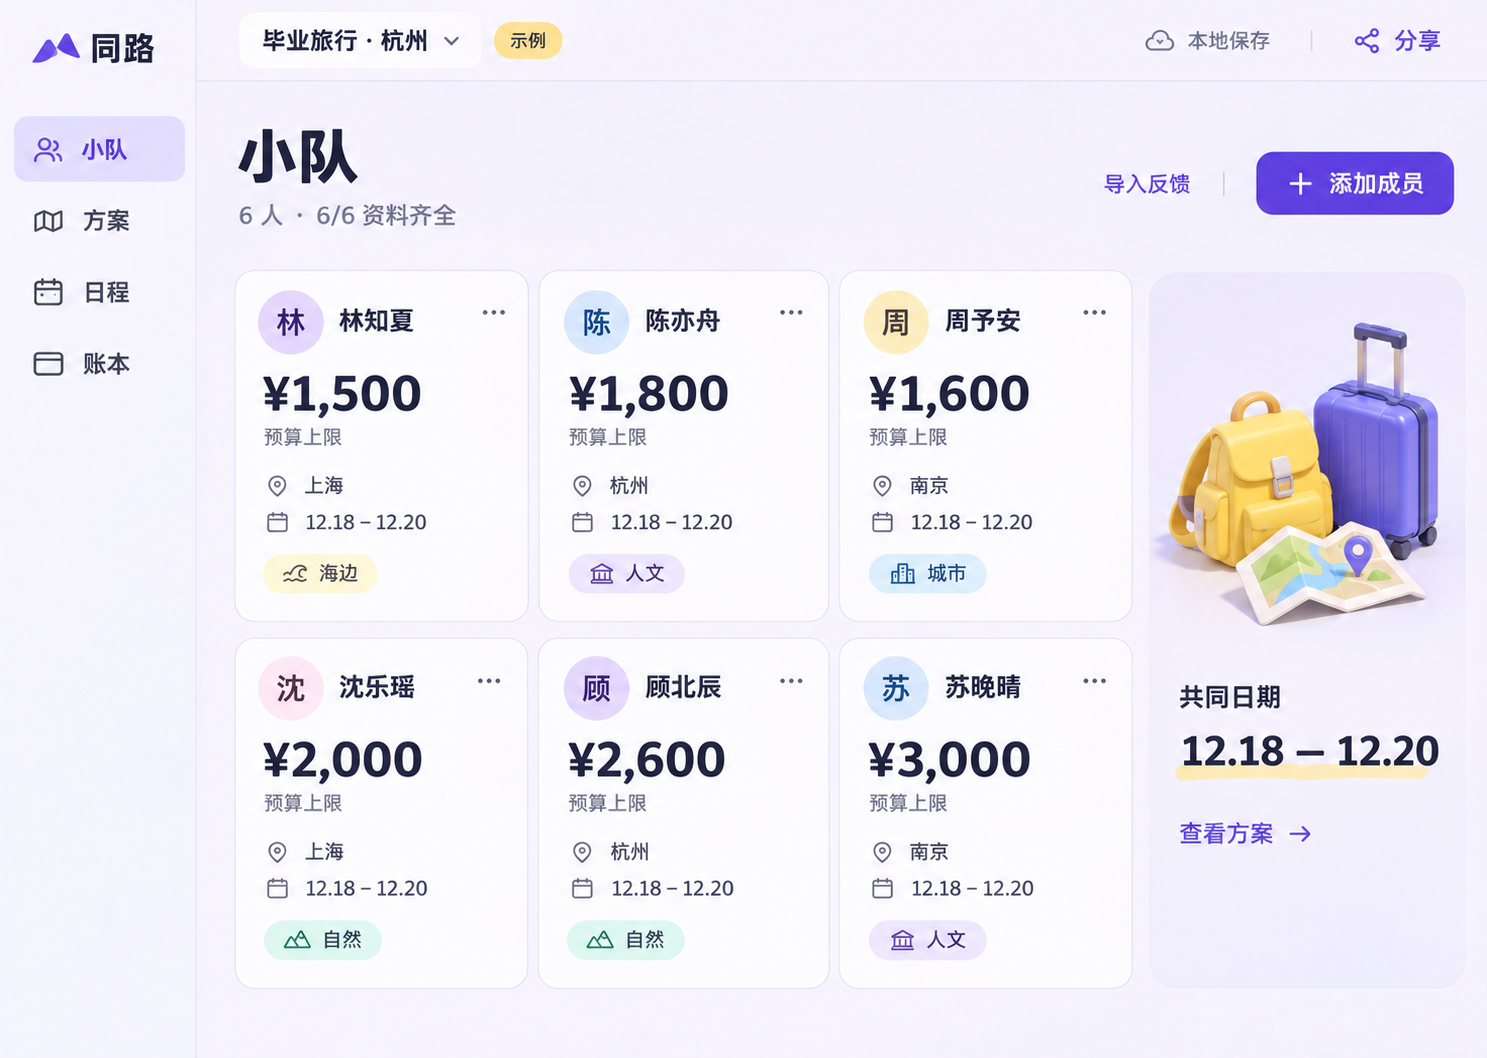 同路
毕业旅行 · 杭州
示例
本地保存
分享
小队
方案
日程
账本
小队
6 人 · 6/6 资料齐全
导入反馈
添加成员
林 林知夏
¥1,500
预算上限
上海
12.18 – 12.20
海边
陈 陈亦舟
¥1,800
预算上限
杭州
12.18 – 12.20
人文
周 周予安
¥1,600
预算上限
南京
12.18 – 12.20
城市
沈 沈乐瑶
¥2,000
预算上限
上海
12.18 – 12.20
自然
顾 顾北辰
¥2,600
预算上限
杭州
12.18 – 12.20
自然
苏 苏晚晴
¥3,000
预算上限
南京
12.18 – 12.20
人文
共同日期
12.18 — 12.20
查看方案 →